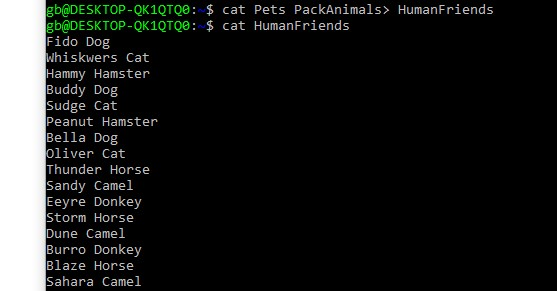 gb@DESKTOP-QK1QTQ0:~$ cat Pets PackAnimals> HumanFriends
gb@DESKTOP-QK1QTQ0:~$ cat HumanFriends
Fido Dog
Whiskwers Cat
Hammy Hamster
Buddy Dog
Sudge Cat
Peanut Hamster
Bella Dog
Oliver Cat
Thunder Horse
Sandy Camel
Eeyre Donkey
Storm Horse
Dune Camel
Burro Donkey
Blaze Horse
Sahara Camel